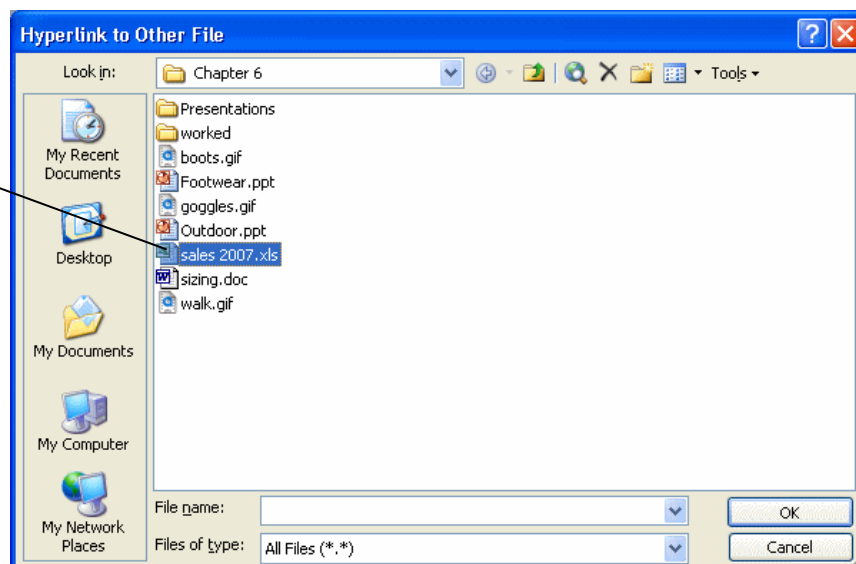 Hyperlink to Other File
Look in:
Chapter 6
Tools
My Recent
Documents
Desktop
My Documents
My Computer
My Network
Places
Presentations
worked
boots.gif
Footwear.ppt
goggles.gif
Outdoor.ppt
sales 2007.xls
sizing.doc
walk.gif
File name:
OK
Files of type:
All Files (*.*)
Cancel